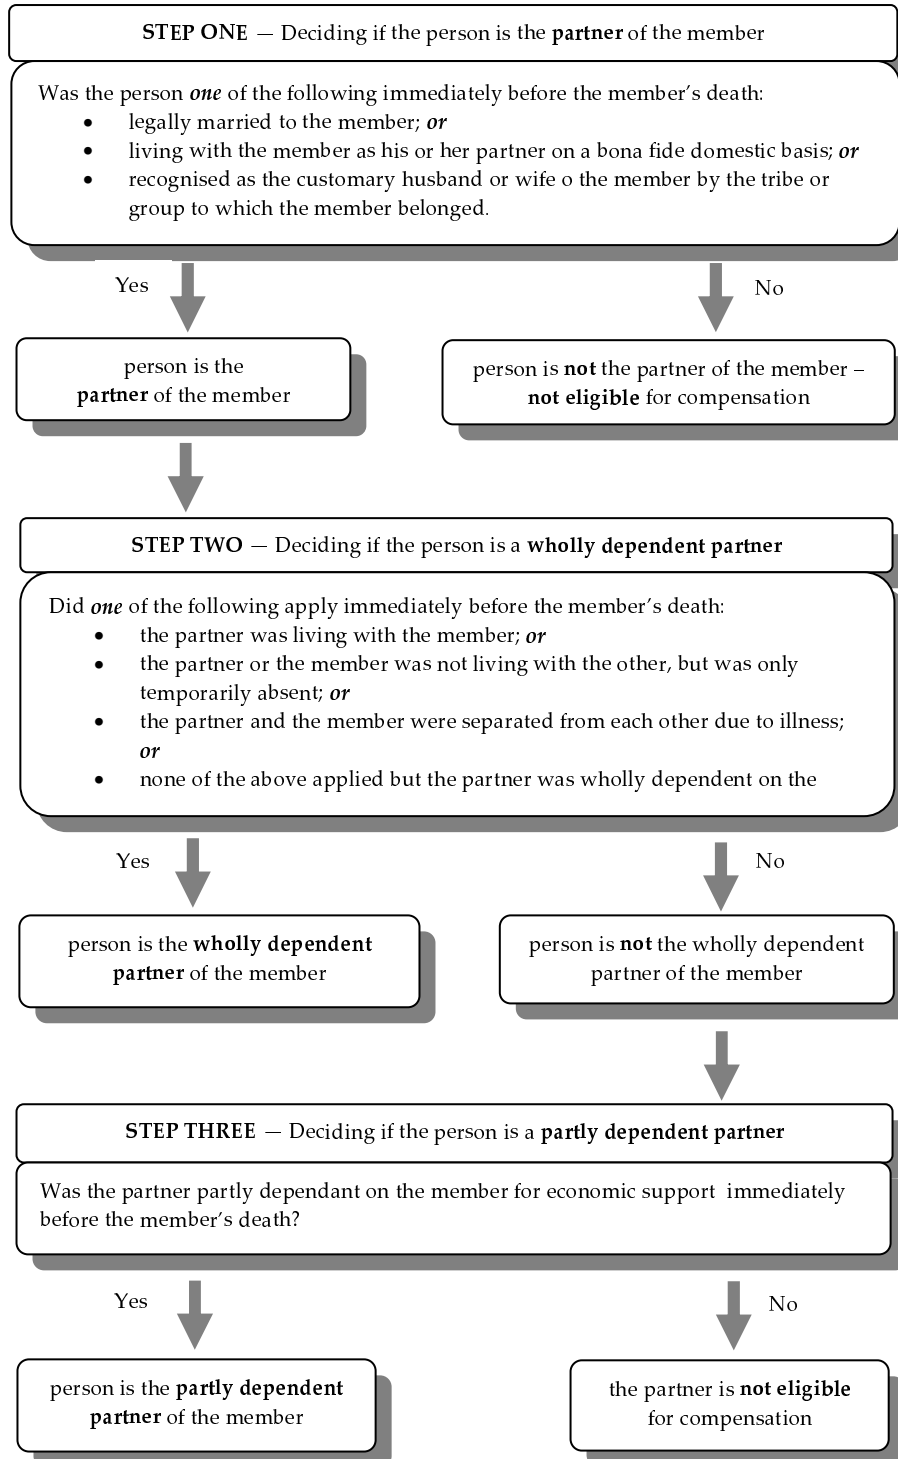 STEP ONE — Deciding if the person is the partner of the member
Was the person one of the following immediately before the member's death:
• legally married to the member; or
• living with the member as his or her partner on a bona fide domestic basis; or
• recognised as the customary husband or wife o the member by the tribe or
group to which the member belonged.
Yes
No
person is the
partner of the member
person is not the partner of the member –
not eligible for compensation
STEP TWO — Deciding if the person is a wholly dependent partner
Did one of the following apply immediately before the member's death:
• the partner was living with the member; or
• the partner or the member was not living with the other, but was only
temporarily absent; or
• the partner and the member were separated from each other due to illness;
or
• none of the above applied but the partner was wholly dependent on the
Yes
No
person is the wholly dependent
partner of the member
person is not the wholly dependent
partner of the member
STEP THREE — Deciding if the person is a partly dependent partner
Was the partner partly dependant on the member for economic support  immediately
before the member's death?
Yes
No
person is the partly dependent
partner of the member
the partner is not eligible
for compensation